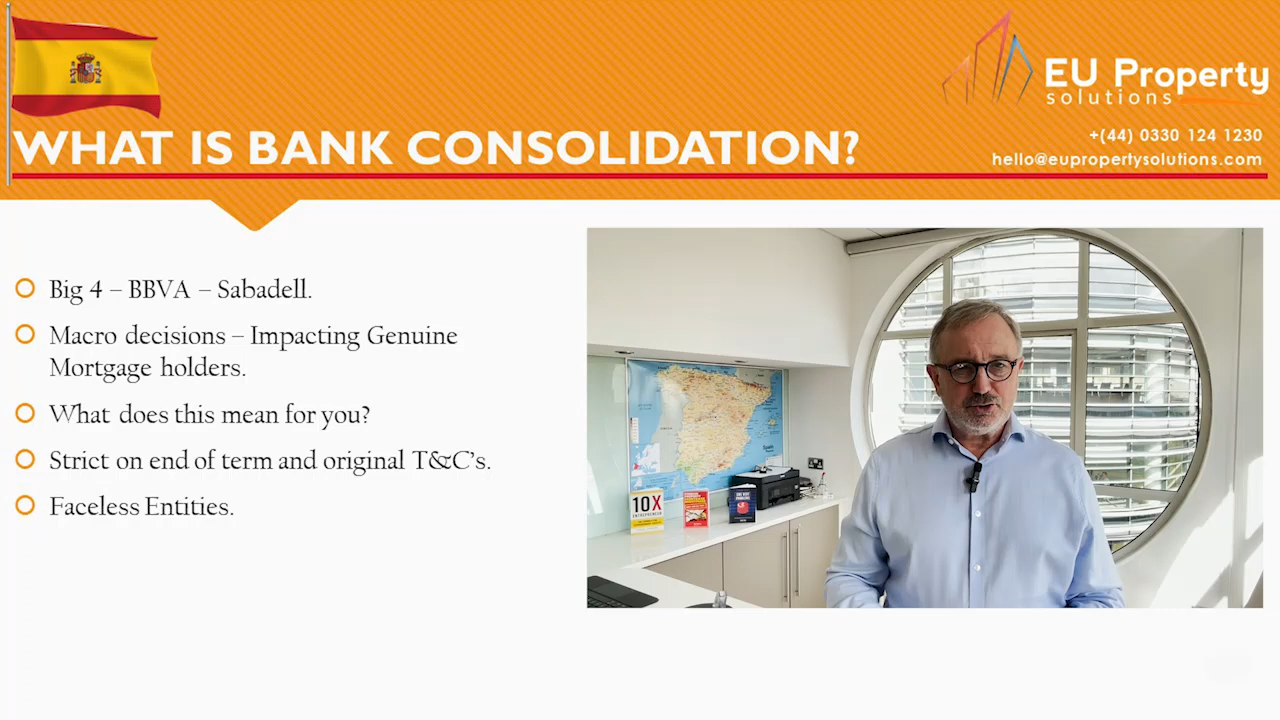 EU Property
solutions
+(44) 0330 124 1230
hello@eupropertysolutions.com
WHAT IS BANK CONSOLIDATION?
Big 4 – BBVA – Sabadell.
Macro decisions – Impacting Genuine
Mortgage holders.
What does this mean for you?
Strict on end of term and original T&C's.
Faceless Entities.
10X
ENTREPRENEUR